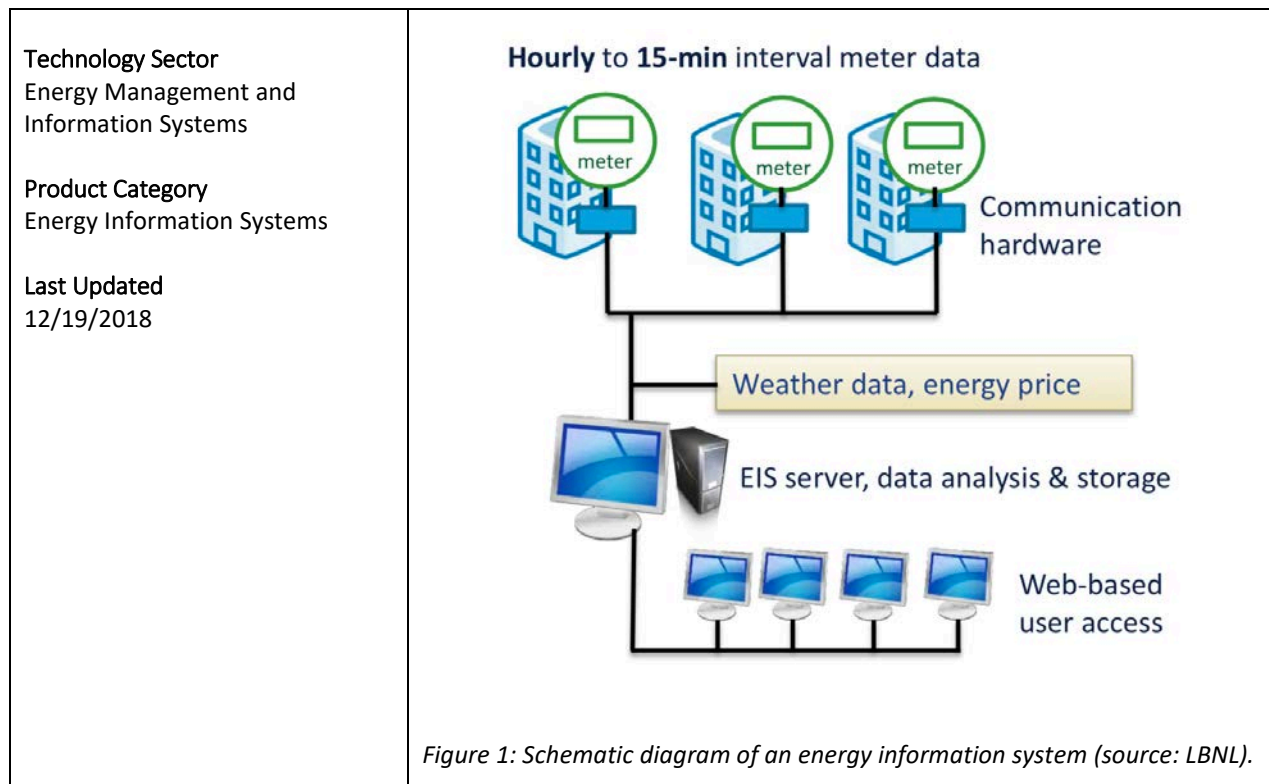 Technology Sector
Energy Management and
Information Systems
Product Category
Energy Information Systems
Last Updated
12/19/2018
Hourly to 15-min interval meter data
meter
meter
meter
Communication
hardware
Weather data, energy price
EIS server, data analysis & storage
Web-based
user access
Figure 1: Schematic diagram of an energy information system (source: LBNL).